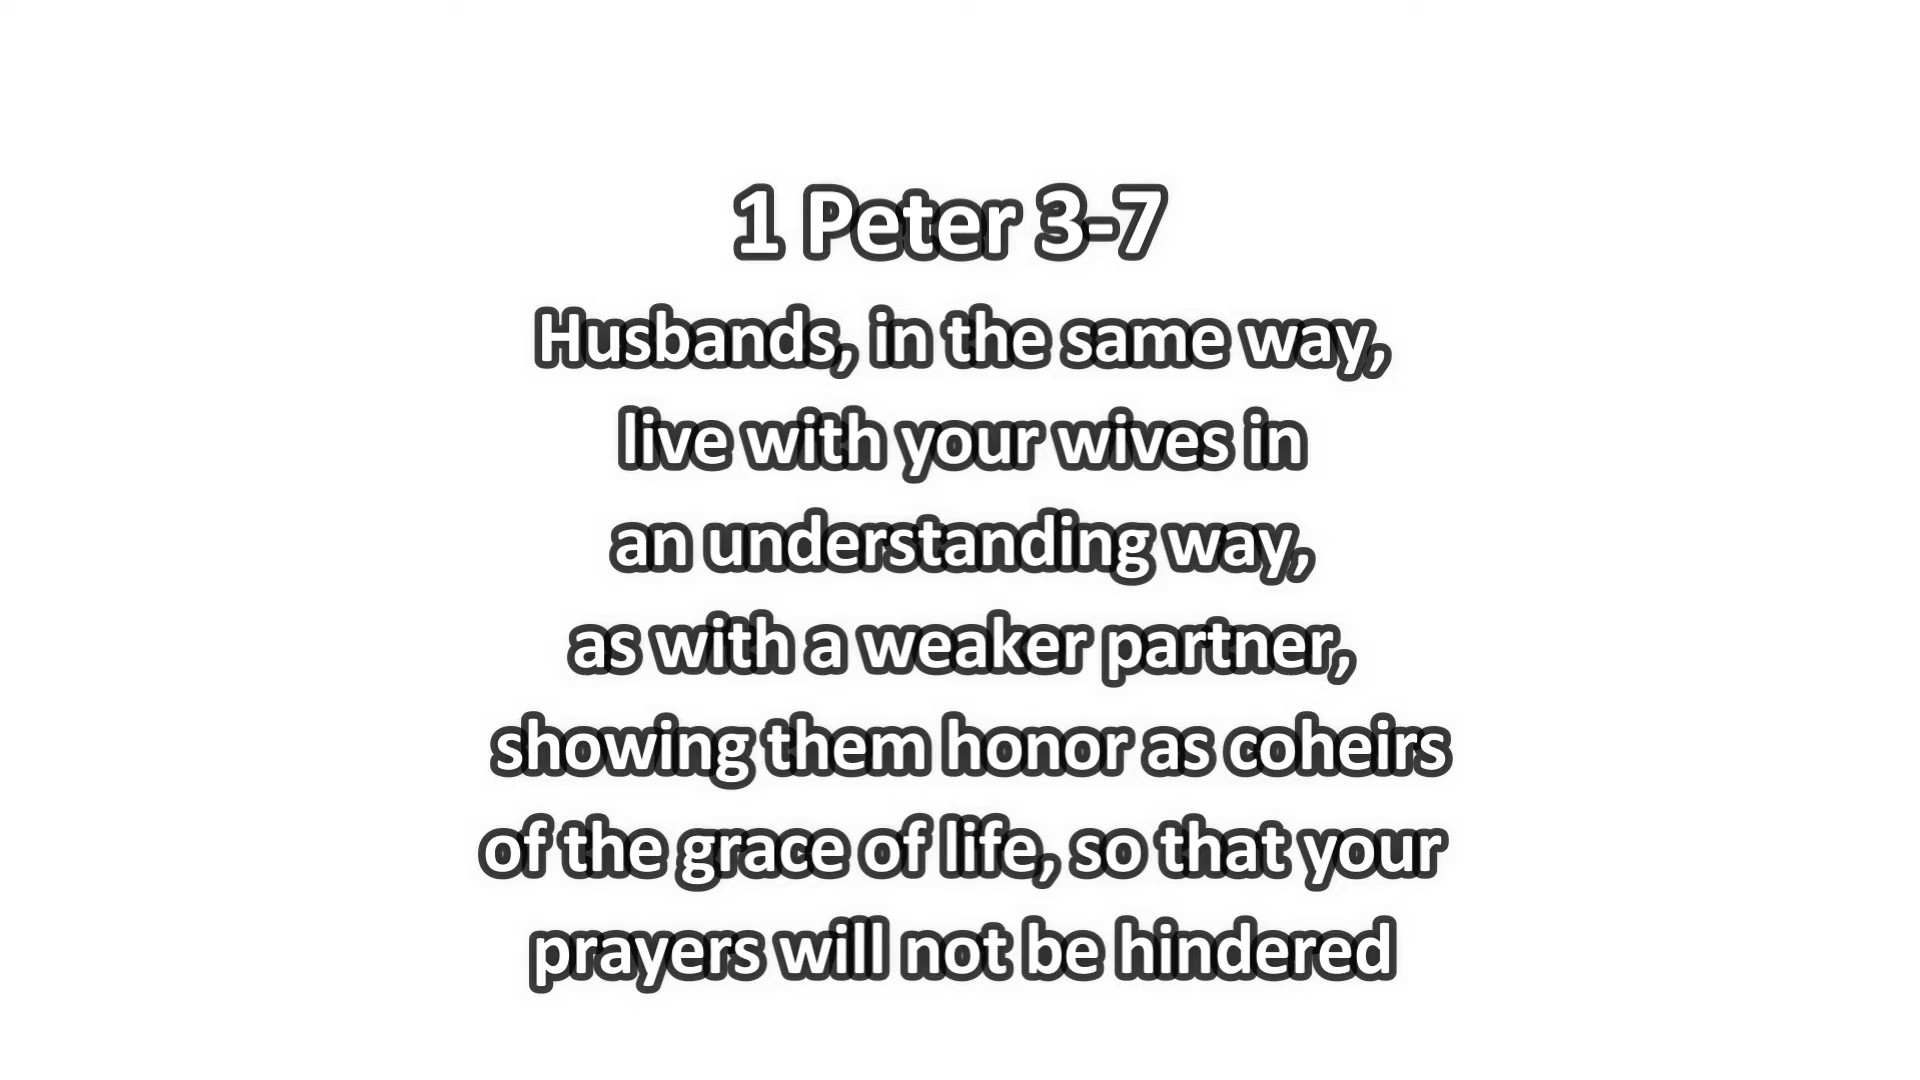 1 Peter 3-7
Husbands, in the same way,
live with your wives in
an understanding way,
as with a weaker partner,
showing them honor as coheirs
of the grace of life, so that your
prayers will not be hindered